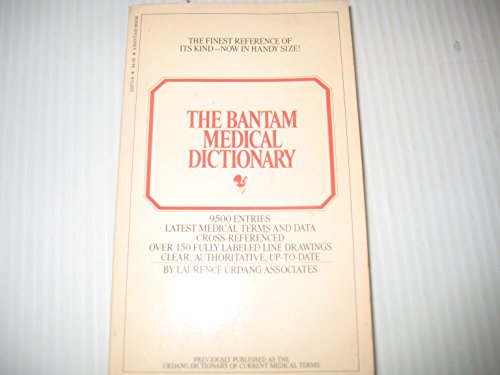 THE FINEST REFERENCE OF
ITS KIND—NOW IN HANDY SIZE!
THE BANTAM
MEDICAL
DICTIONARY
9500 ENTRIES
LATEST MEDICAL TERMS AND DATA
CROSS-REFERENCED
OVER 150 FULLY LABELED LINE DRAWINGS
CLEAR, AUTHORITATIVE, UP-TO-DATE
BY LAURENCE URDANG ASSOCIATES
PREVIOUSLY PUBLISHED AS THE
URDANG DICTIONARY OF CURRENT MEDICAL TERMS
A BANTAM BOOK